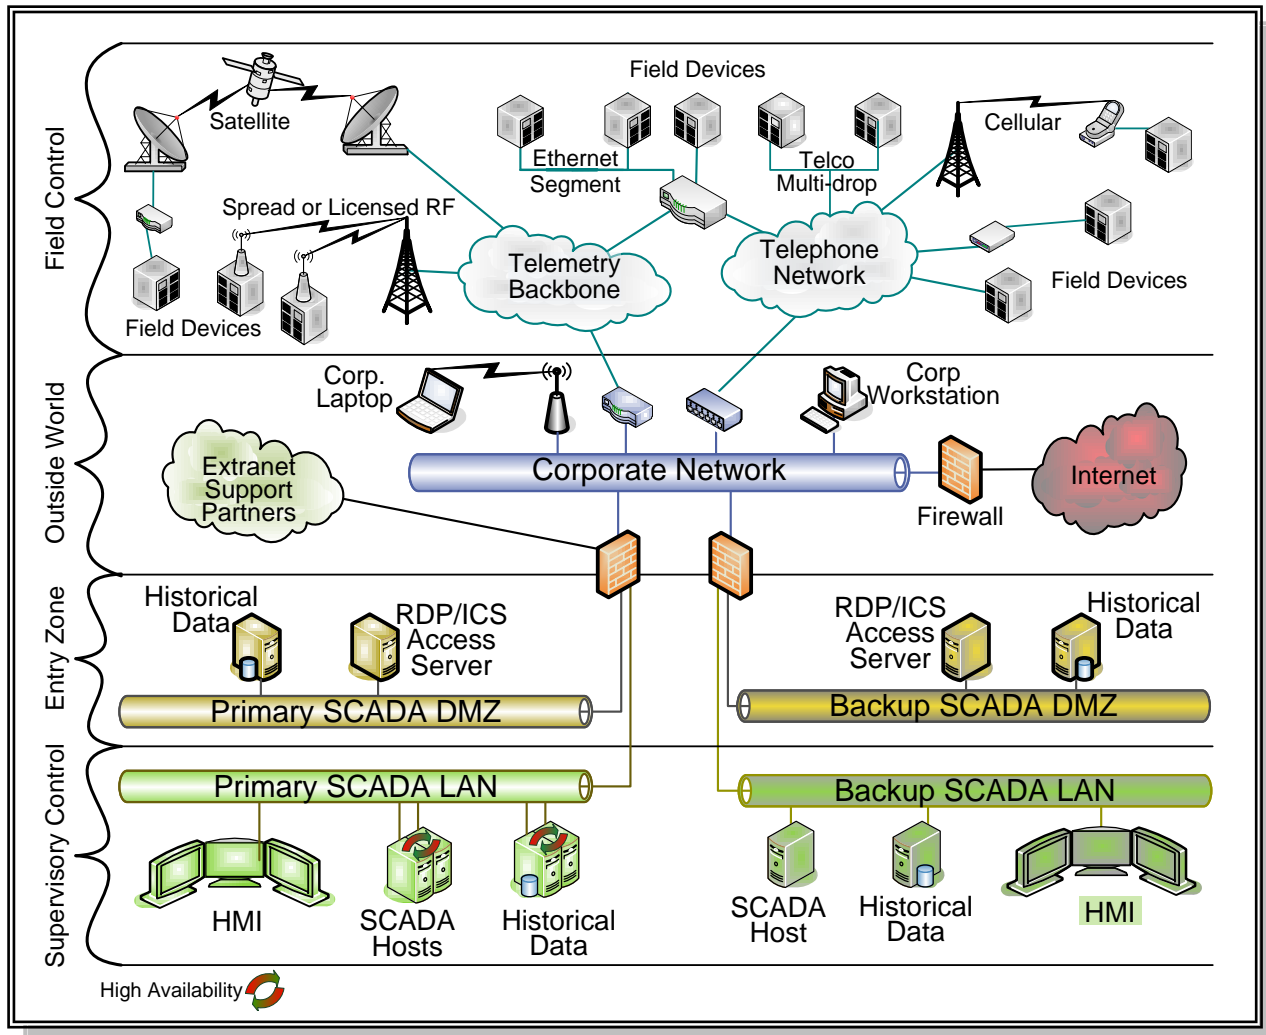 Field Control
Field Devices
Satellite
Ethernet
Segment
Telco
Multi-drop
Cellular
Spread or Licensed RF
Telemetry
Backbone
Telephone
Network
Field Devices
Field Devices
Outside World
Corp.
Laptop
Corp
Workstation
Extranet
Support
Partners
Corporate Network
Internet
Firewall
Entry Zone
Historical
Data
RDP/ICS
Access
Server
RDP/ICS
Access
Server
Historical
Data
Primary SCADA DMZ
Backup SCADA DMZ
Supervisory Control
Primary SCADA LAN
Backup SCADA LAN
HMI
SCADA
Hosts
Historical
Data
SCADA
Host
Historical
Data
HMI
High Availability